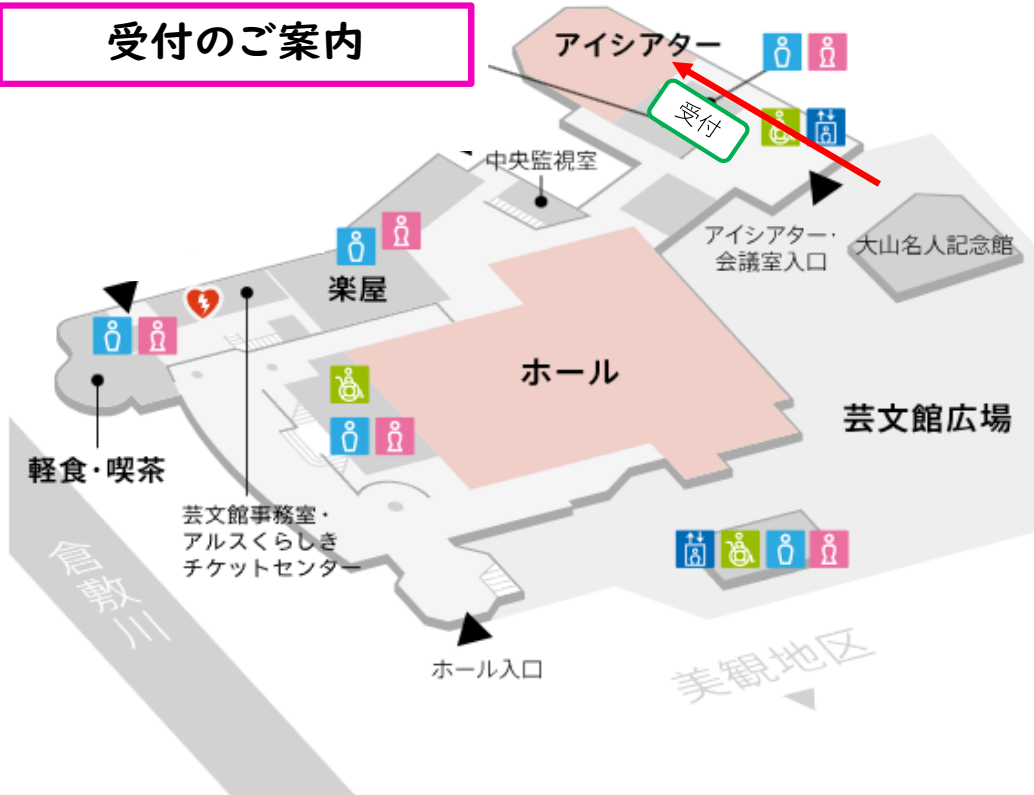 受付のご案内
アイシアター
受付
中央監視室
アイシアター・
会議室入口
大山名人記念館
楽屋
ホール
芸文館広場
軽食・喫茶
芸文館事務室・
アルスくらしき
チケットセンター
倉敷川
ホール入口
美観地区